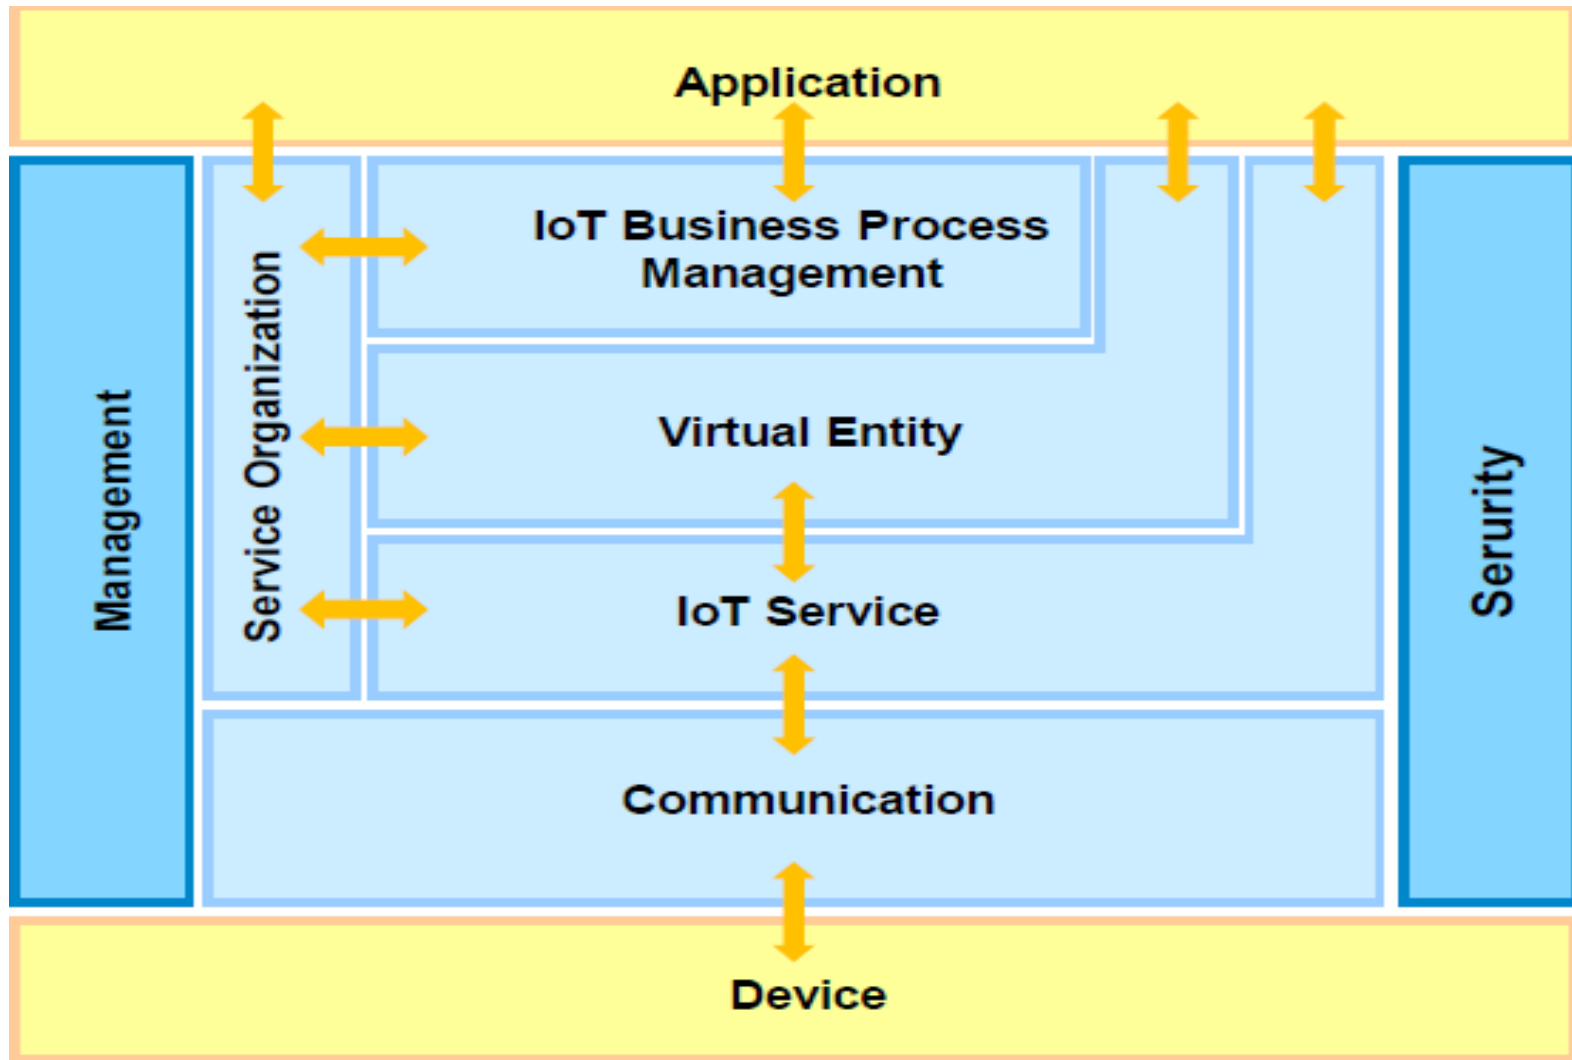 Application
IoT Business Process
Management
Service Organization
Virtual Entity
Management
Serurity
IoT Service
Communication
Device